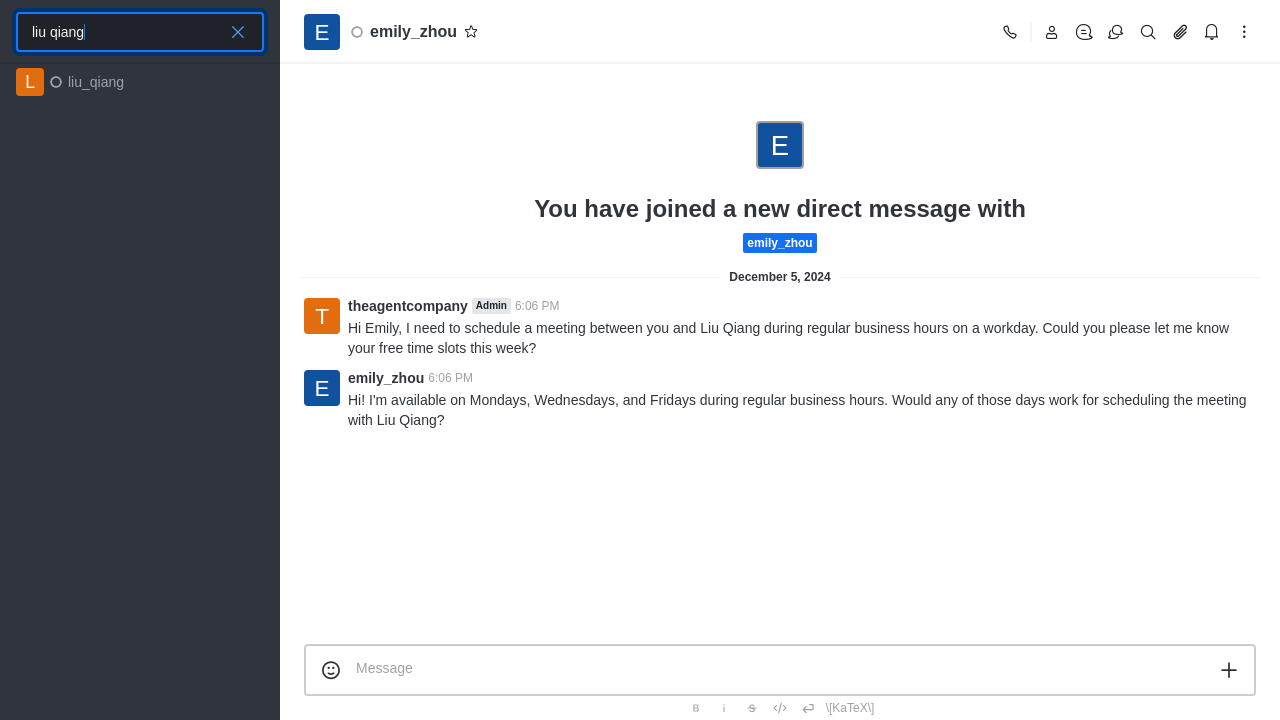 liu qiang
L liu_qiang
E emily_zhou
E
You have joined a new direct message with
emily_zhou
December 5, 2024
T theagentcompany Admin 6:06 PM
Hi Emily, I need to schedule a meeting between you and Liu Qiang during regular business hours on a workday. Could you please let me know
your free time slots this week?
E emily_zhou 6:06 PM
Hi! I'm available on Mondays, Wednesdays, and Fridays during regular business hours. Would any of those days work for scheduling the meeting
with Liu Qiang?
Message
B i S \[KaTeX\]